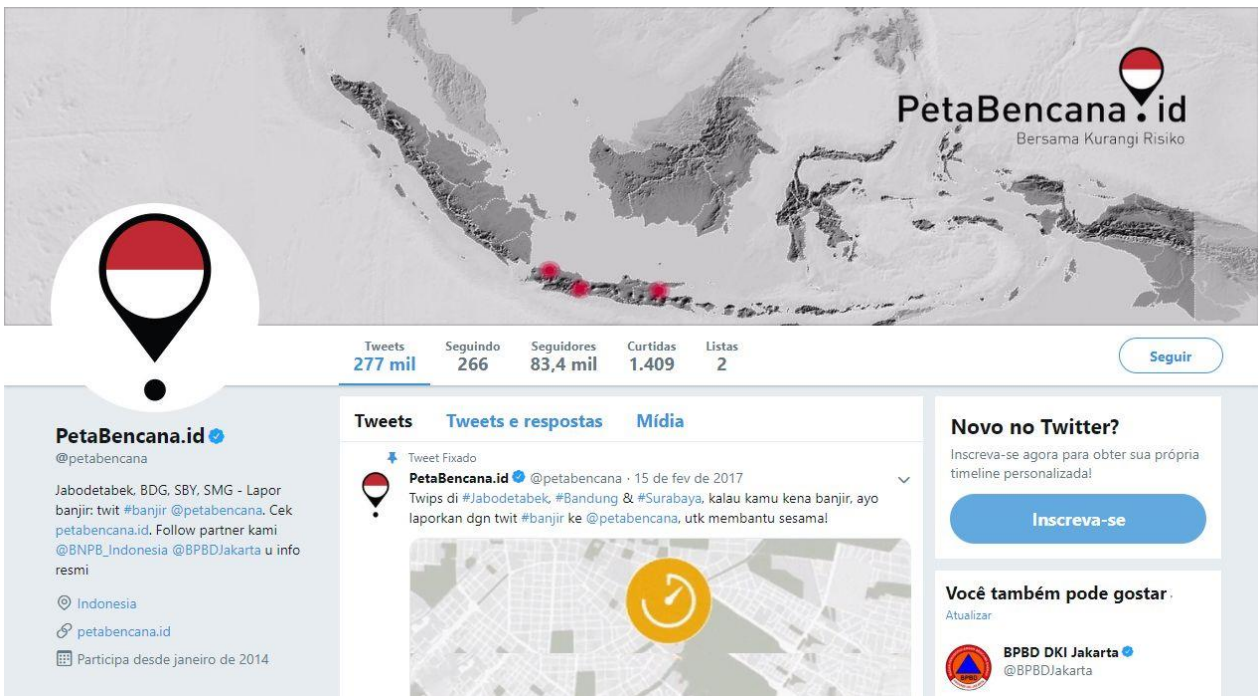 PetaBencana.id
Bersama Kurangi Risiko
Tweets
277 mil
Seguindo
266
Seguidores
83,4 mil
Curtidas
1.409
Listas
2
Seguir
PetaBencana.id
@petabencana
Jabodetabek, BDG, SBY, SMG - Lapor
banjir: twit #banjir @petabencana. Cek
petabencana.id. Follow partner kami
@BNPB_Indonesia @BPBDJakarta u info
resmi
Indonesia
petabencana.id
Participa desde janeiro de 2014
Tweets Tweets e respostas Mídia
Tweet Fixado
PetaBencana.id @petabencana · 15 de fev de 2017
Twips di #Jabodetabek, #Bandung & #Surabaya, kalau kamu kena banjir, ayo
laporkan dgn twit #banjir ke @petabencana, utk membantu sesama!
Novo no Twitter?
Inscreva-se agora para obter sua própria
timeline personalizada!
Inscreva-se
Você também pode gostar
Atualizar
BPBD
BPBD DKI Jakarta
@BPBDJakarta